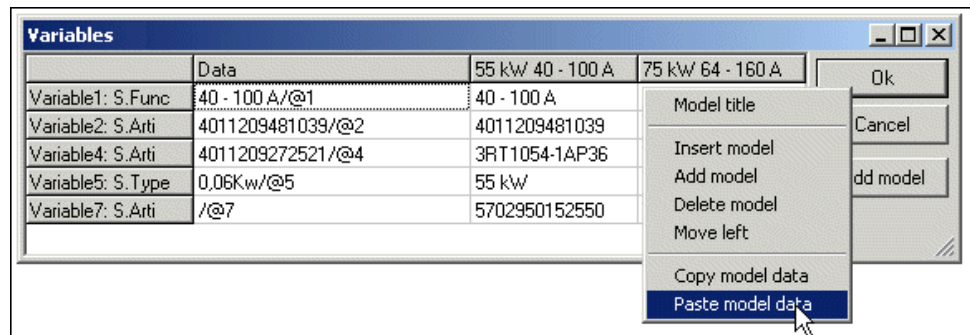 Variables
Data 55 kW 40 - 100 A 75 kW 64 - 160 A Ok
Variable1: S.Func 40 - 100 A/@1 40 - 100 A Model title
Variable2: S.Arti 4011209481039/@2 4011209481039 Cancel
Variable4: S.Arti 4011209272521/@4 3RT1054-1AP36 Insert model
Variable5: S.Type 0,06Kw/@5 55 kW Add model dd model
Variable7: S.Arti /@7 5702950152550 Delete model
Move left
Copy model data
Paste model data